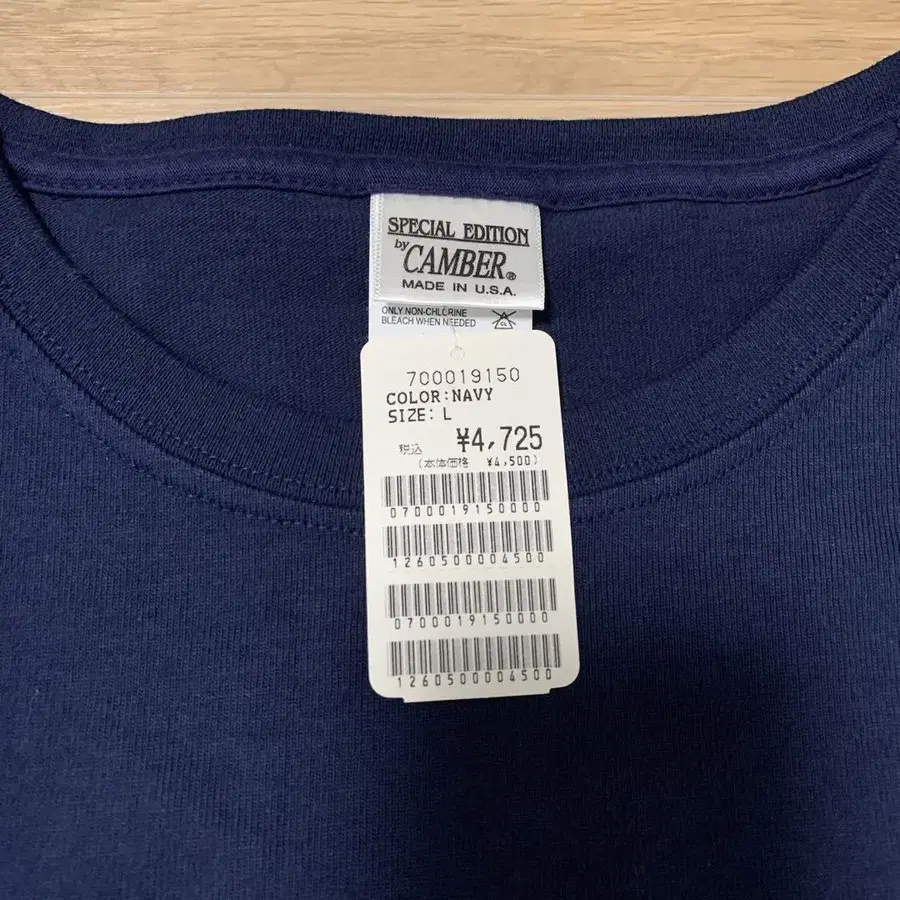 SPECIAL EDITION
by CAMBER®
MADE IN U.S.A.
ONLY NON-CHLORINE
BLEACH WHEN NEEDED
CL
700019150
COLOR:NAVY
SIZE: L
税込 ¥4,725
(本体価格 ¥4,500)
0700019150000
1260500004500
0700019150000
1260500004500